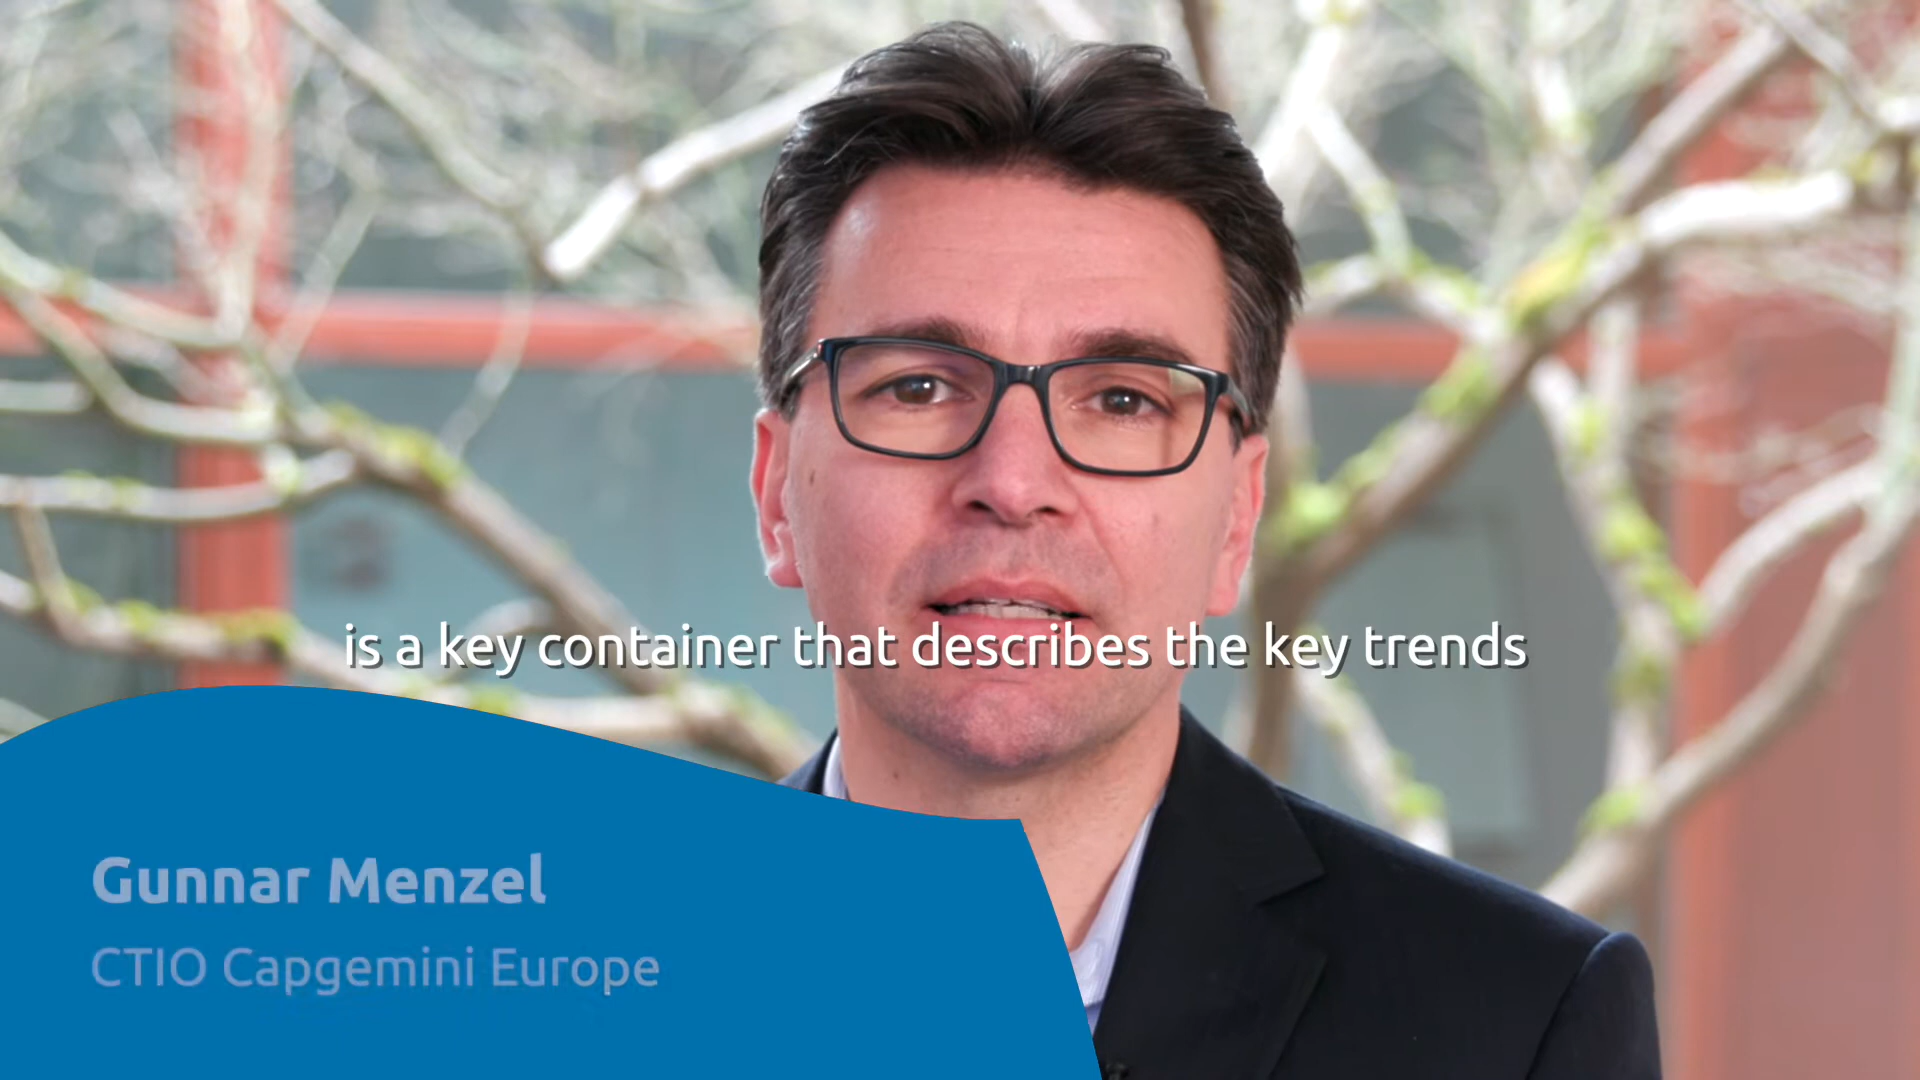 is a key container that describes the key trends
Gunnar Menzel
CTIO Capgemini Europe